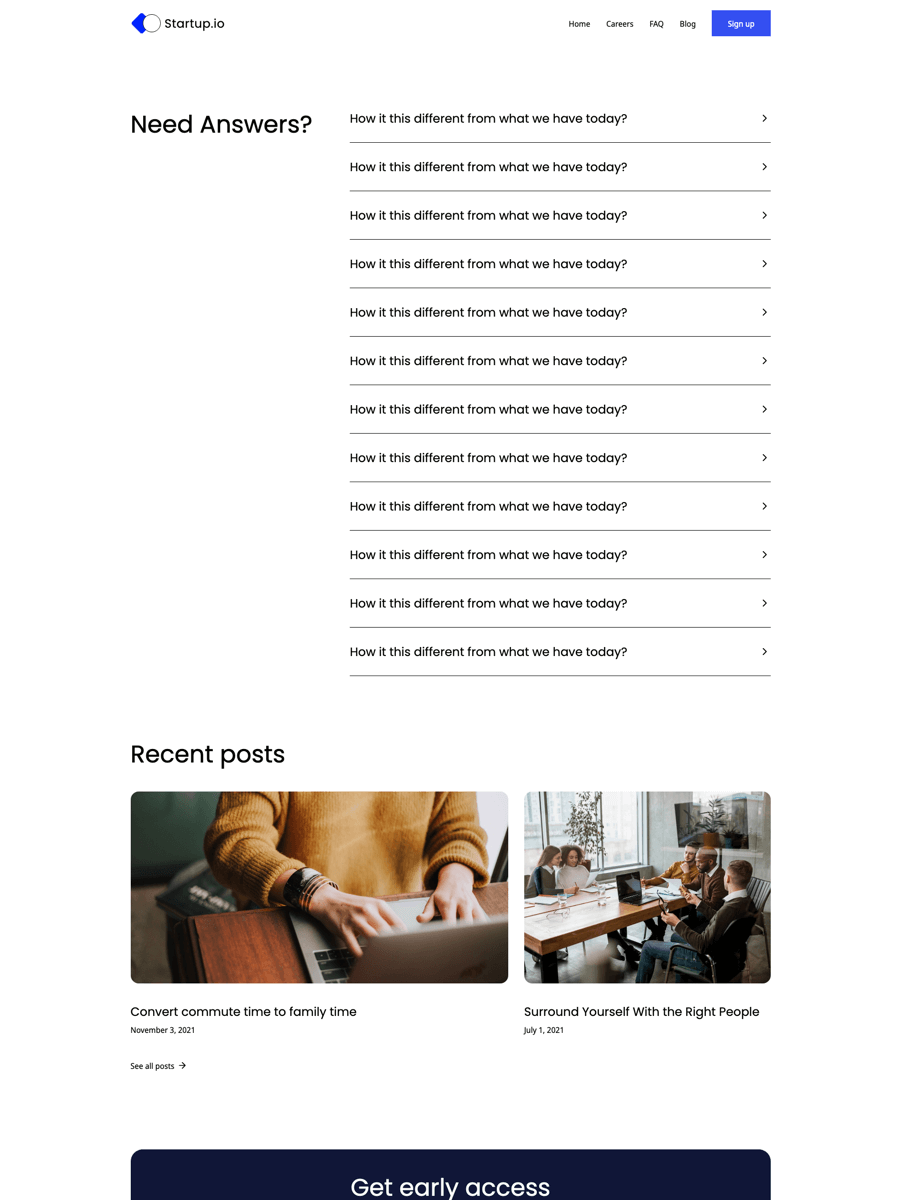 Startup.io
Home
Careers
FAQ
Blog
Sign up
Need Answers?
How it this different from what we have today?
How it this different from what we have today?
How it this different from what we have today?
How it this different from what we have today?
How it this different from what we have today?
How it this different from what we have today?
How it this different from what we have today?
How it this different from what we have today?
How it this different from what we have today?
How it this different from what we have today?
How it this different from what we have today?
How it this different from what we have today?
Recent posts
Convert commute time to family time
November 3, 2021
Surround Yourself With the Right People
July 1, 2021
See all posts
Get early access